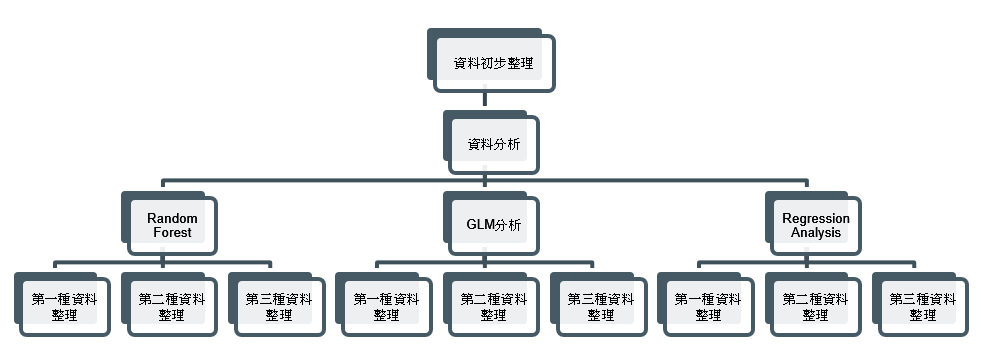 資料初步整理
資料分析
Random
Forest
GLM分析
Regression
Analysis
第一種資料
整理
第二種資料
整理
第三種資料
整理
第一種資料
整理
第二種資料
整理
第三種資料
整理
第一種資料
整理
第二種資料
整理
第三種資料
整理